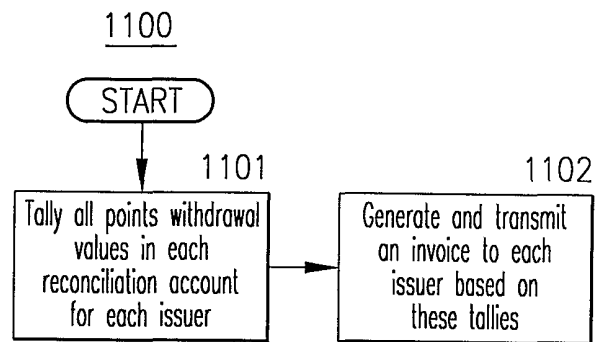 1100
START
1101
Tally all points withdrawal
values in each
reconciliation account
for each issuer
1102
Generate and transmit
an invoice to each
issuer based on
these tallies